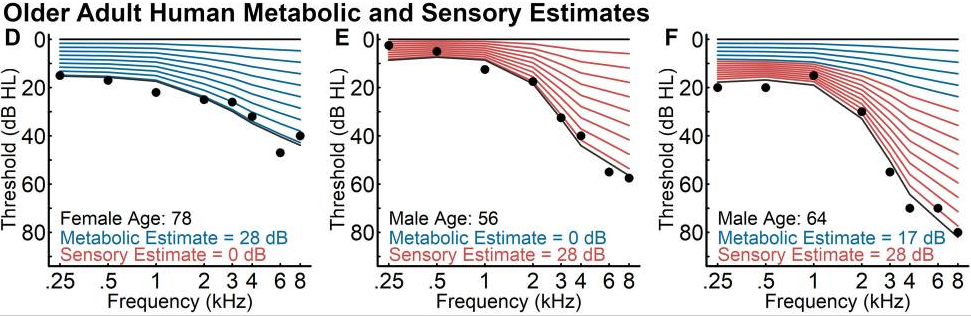 Older Adult Human Metabolic and Sensory Estimates
D
0
20
40
60
80
Threshold (dB HL)
Female Age: 78
Metabolic Estimate = 28 dB
Sensory Estimate = 0 dB
.25 .5 1 2 3 4 6 8
Frequency (kHz)
E
0
20
40
60
80
Threshold (dB HL)
Male Age: 56
Metabolic Estimate = 0 dB
Sensory Estimate = 28 dB
.25 .5 1 2 3 4 6 8
Frequency (kHz)
F
0
20
40
60
80
Threshold (dB HL)
Male Age: 64
Metabolic Estimate = 17 dB
Sensory Estimate = 28 dB
.25 .5 1 2 3 4 6 8
Frequency (kHz)